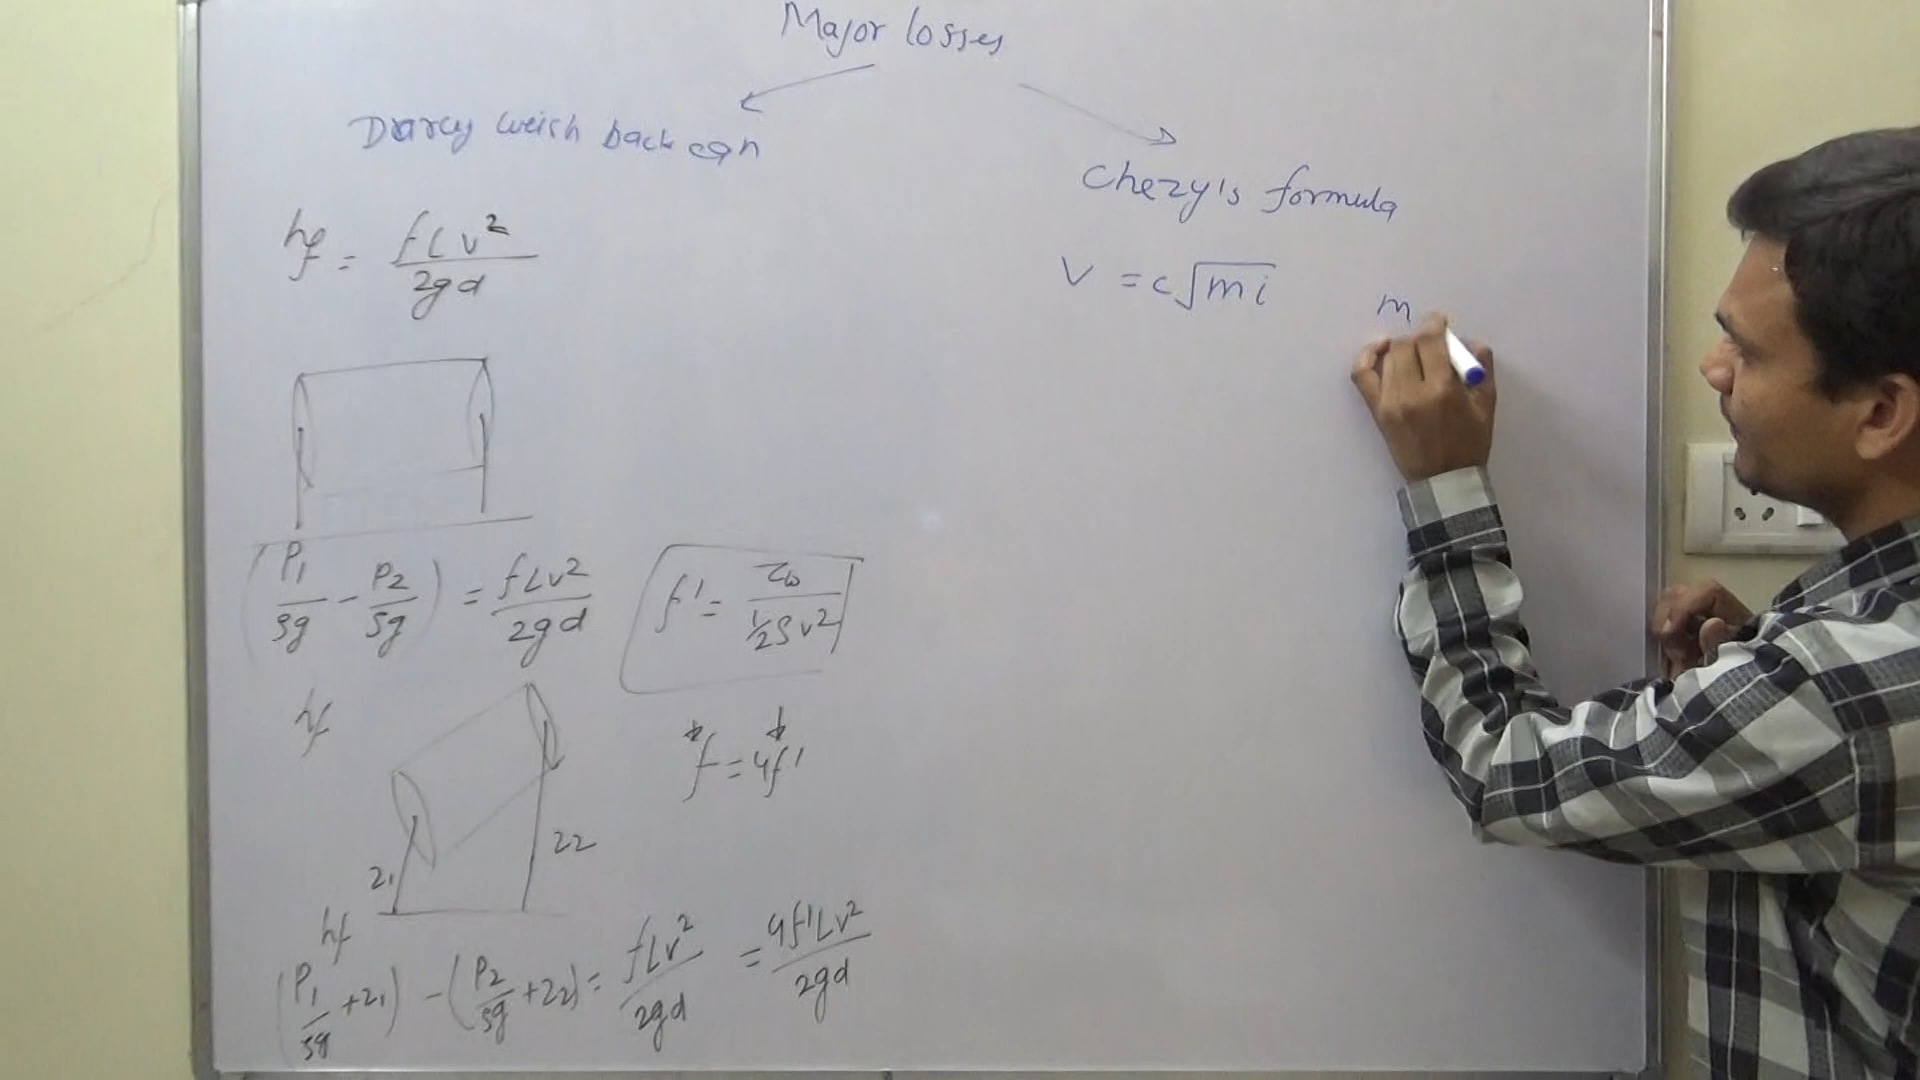 Major losses
Darcy weish back eqn
hf = fLv²/2gd
(P1/ρg - P2/ρg) = fLv²/2gd
f' = τω/½ρv²
hf
f = 4f'
z1
z2
hf
(P1/ρg + z1) - (P2/ρg + z2) = fLv²/2gd = 4f'Lv²/2gd
Chezy's formula
V = c√mi
m